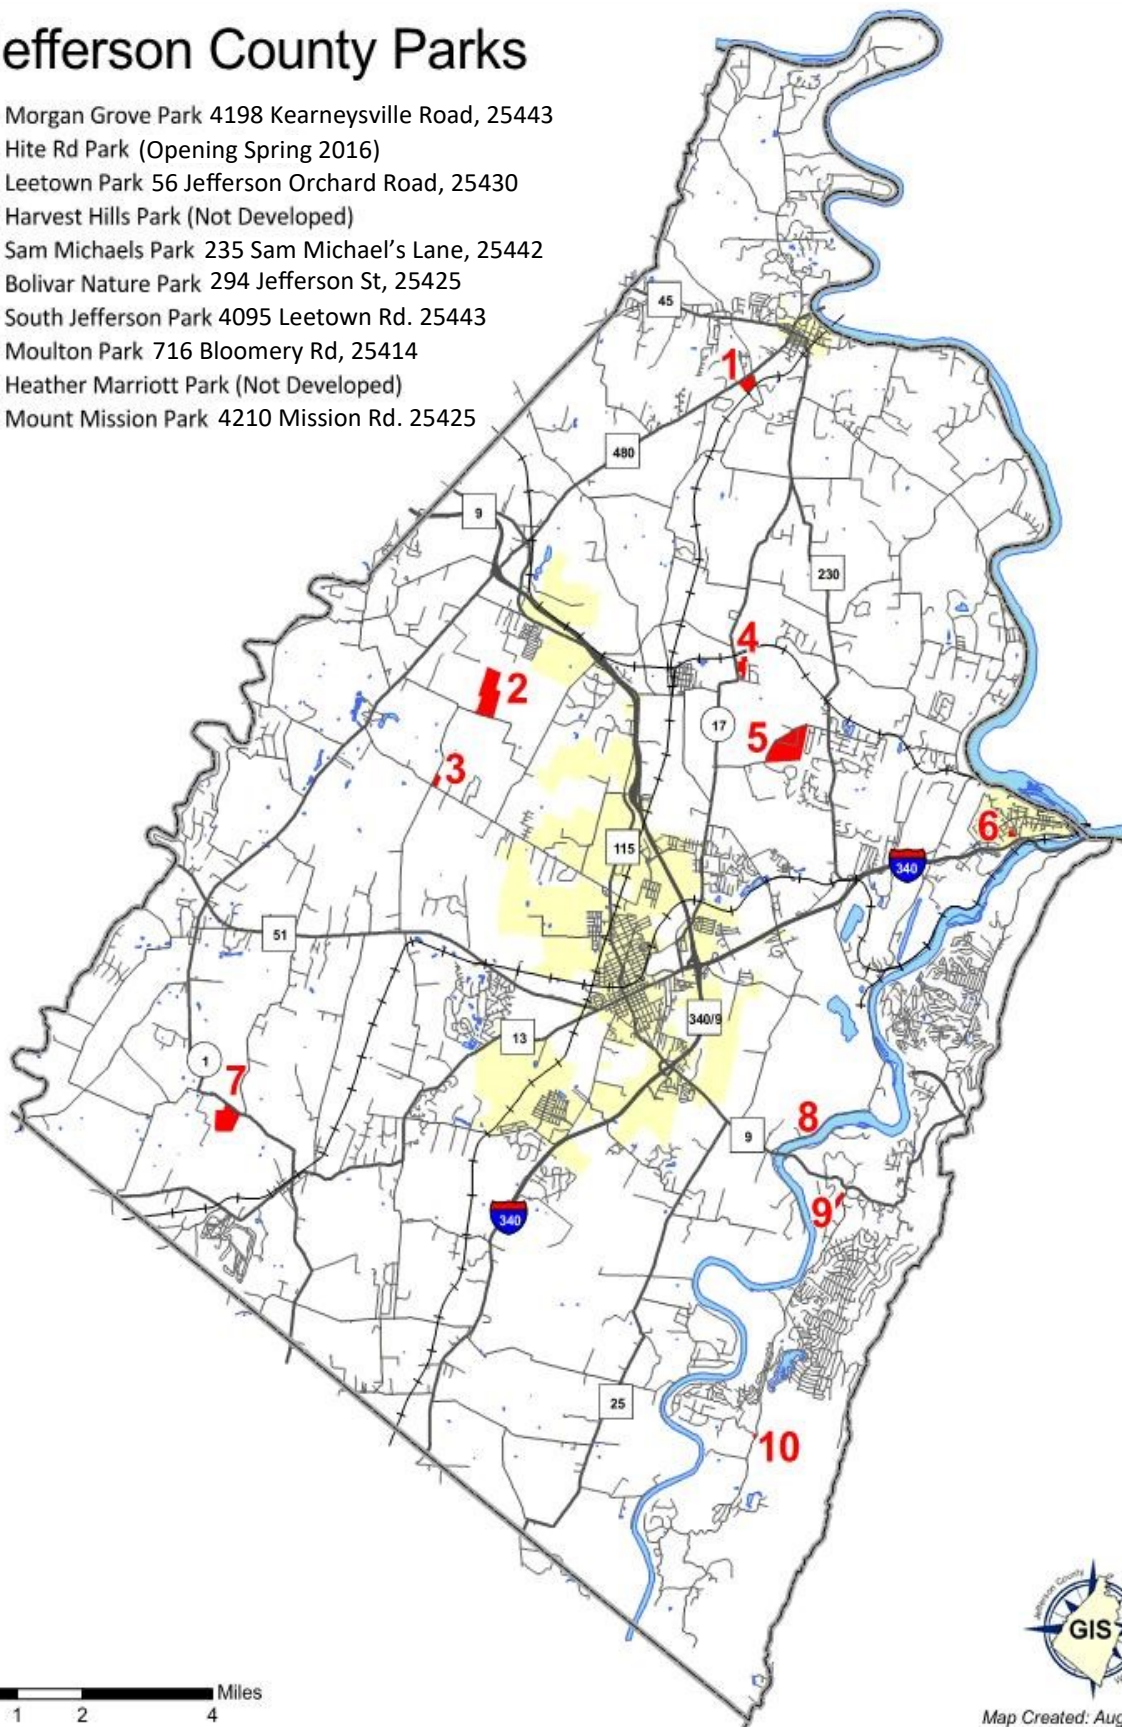 efferson County Parks
Morgan Grove Park 4198 Kearneysville Road, 25443
Hite Rd Park (Opening Spring 2016)
Leetown Park 56 Jefferson Orchard Road, 25430
Harvest Hills Park (Not Developed)
Sam Michaels Park 235 Sam Michael’s Lane, 25442
Bolivar Nature Park 294 Jefferson St, 25425
South Jefferson Park 4095 Leetown Rd. 25443
Moulton Park 716 Bloomery Rd, 25414
Heather Marriott Park (Not Developed)
Mount Mission Park 4210 Mission Rd. 25425
45
1
480
9
230
4
2
17
5
3
6
115
340
51
340/9
13
1
7
8
9
9
340
25
10
Jefferson County
GIS
W
Miles
1 2 4
Map Created: Aug